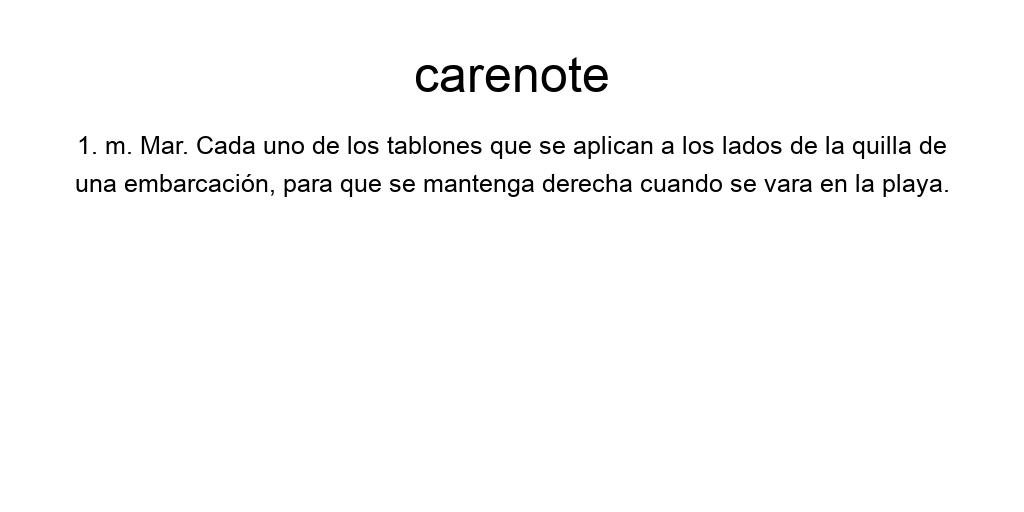 carenote
1. m. Mar. Cada uno de los tablones que se aplican a los lados de la quilla de
una embarcación, para que se mantenga derecha cuando se vara en la playa.